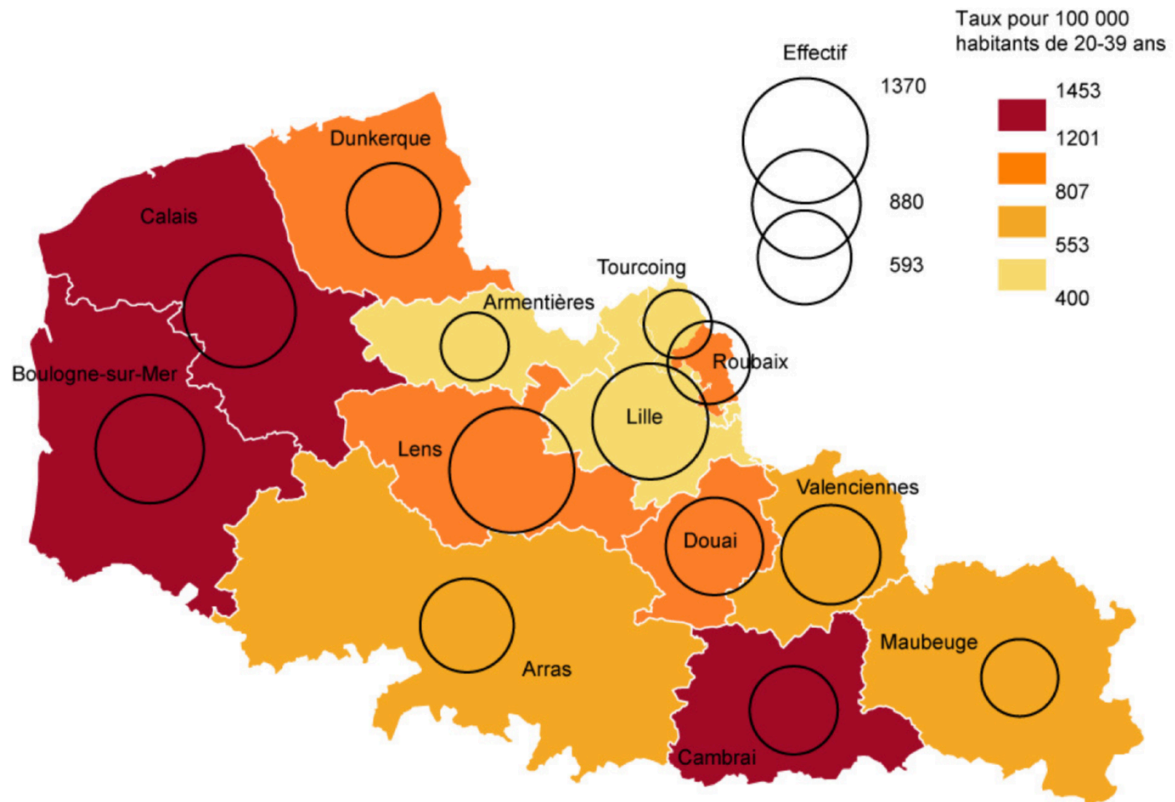 Taux pour 100 000
habitants de 20-39 ans
Effectif
1370
880
593
1453
1201
807
553
400
Dunkerque
Calais
Tourcoing
Armentières
Roubaix
Boulogne-sur-Mer
Lille
Lens
Valenciennes
Douai
Maubeuge
Arras
Cambrai